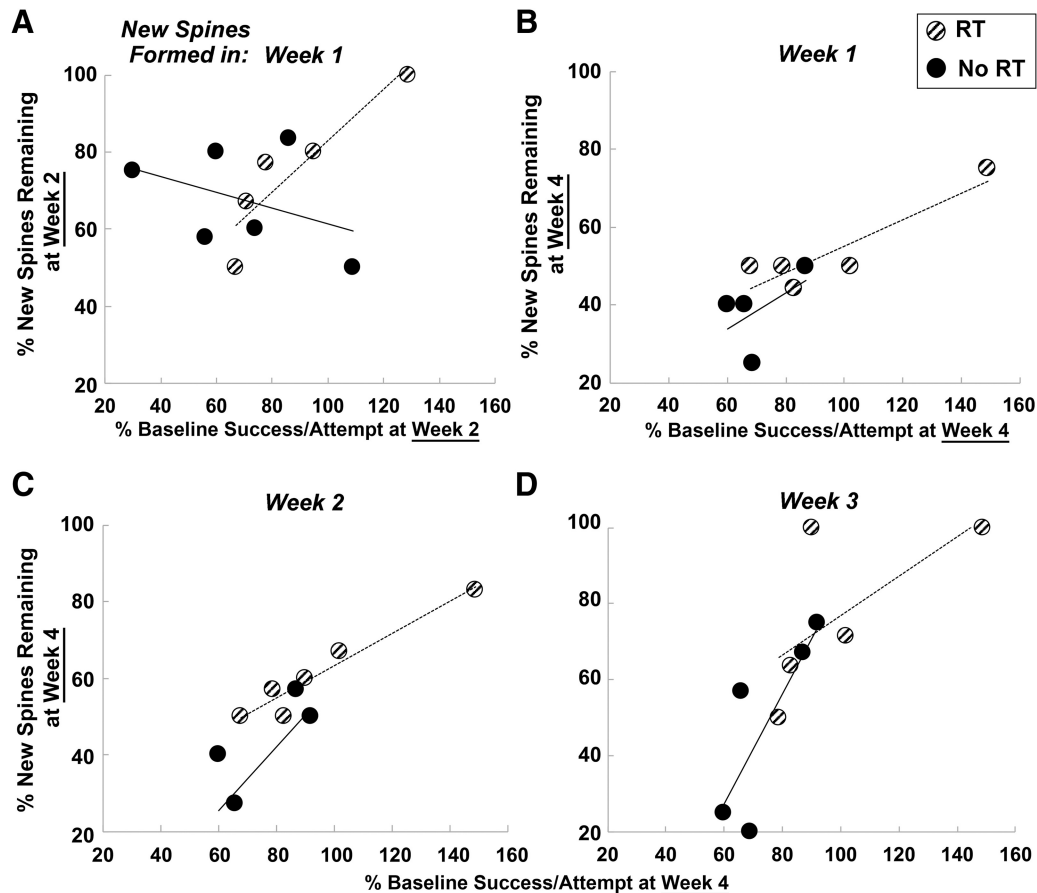 A
New Spines
Formed in: Week 1
% New Spines Remaining
at Week 2
100
80
60
40
20
20 40 60 80 100 120 140 160
% Baseline Success/Attempt at Week 2
B
Week 1
RT
No RT
% New Spines Remaining
at Week 4
100
80
60
40
20
20 40 60 80 100 120 140 160
% Baseline Success/Attempt at Week 4
C
Week 2
% New Spines Remaining
at Week 4
100
80
60
40
20
20 40 60 80 100 120 140 160
D
Week 3
100
80
60
40
20
20 40 60 80 100 120 140 160
% Baseline Success/Attempt at Week 4